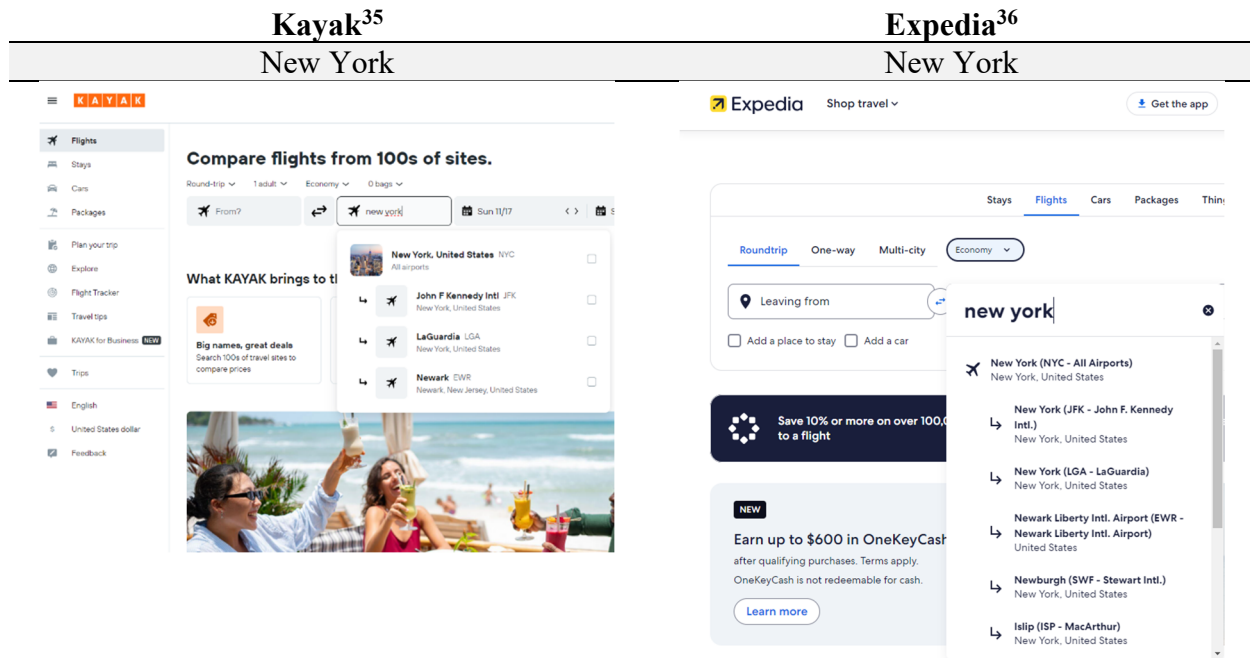 Kayak35
Expedia36
New York
New York
KAYAK
Flights
Stays
Cars
Packages
Plan your trip
Explore
Flight Tracker
Travel tips
KAYAK for Business NEW
Trips
English
$ United States dollar
Feedback
Compare flights from 100s of sites.
Round-trip 1 adult Economy 0 bags
From?
new york
Sun 11/17
New York, United States NYC
All airports
John F Kennedy Intl JFK
New York, United States
LaGuardia LGA
New York, United States
Newark EWR
Newark, New Jersey, United States
What KAYAK brings to t
Big names, great deals
Search 100s of travel sites to
compare prices
Expedia
Shop travel
Get the app
Stays Flights Cars Packages Thin
Roundtrip One-way Multi-city Economy
Leaving from
Add a place to stay Add a car
new york
New York (NYC - All Airports)
New York, United States
New York (JFK - John F. Kennedy
Intl.)
New York, United States
New York (LGA - LaGuardia)
New York, United States
Newark Liberty Intl. Airport (EWR -
Newark Liberty Intl. Airport)
United States
Newburgh (SWF - Stewart Intl.)
New York, United States
Islip (ISP - MacArthur)
New York, United States
Save 10% or more on over 100,0
to a flight
NEW
Earn up to $600 in OneKeyCash
after qualifying purchases. Terms apply.
OneKeyCash is not redeemable for cash.
Learn more